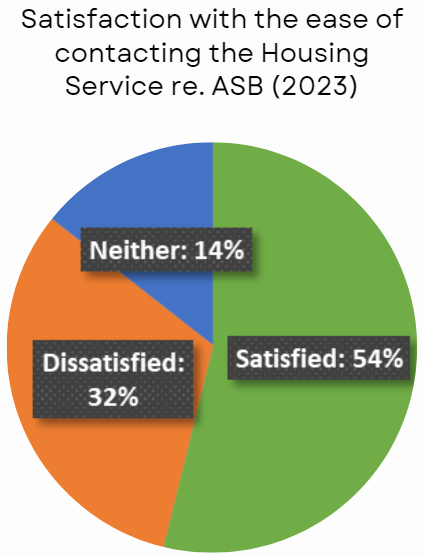 Satisfaction with the ease of
contacting the Housing
Service re. ASB (2023)
Neither: 14%
Dissatisfied:
32%
Satisfied: 54%